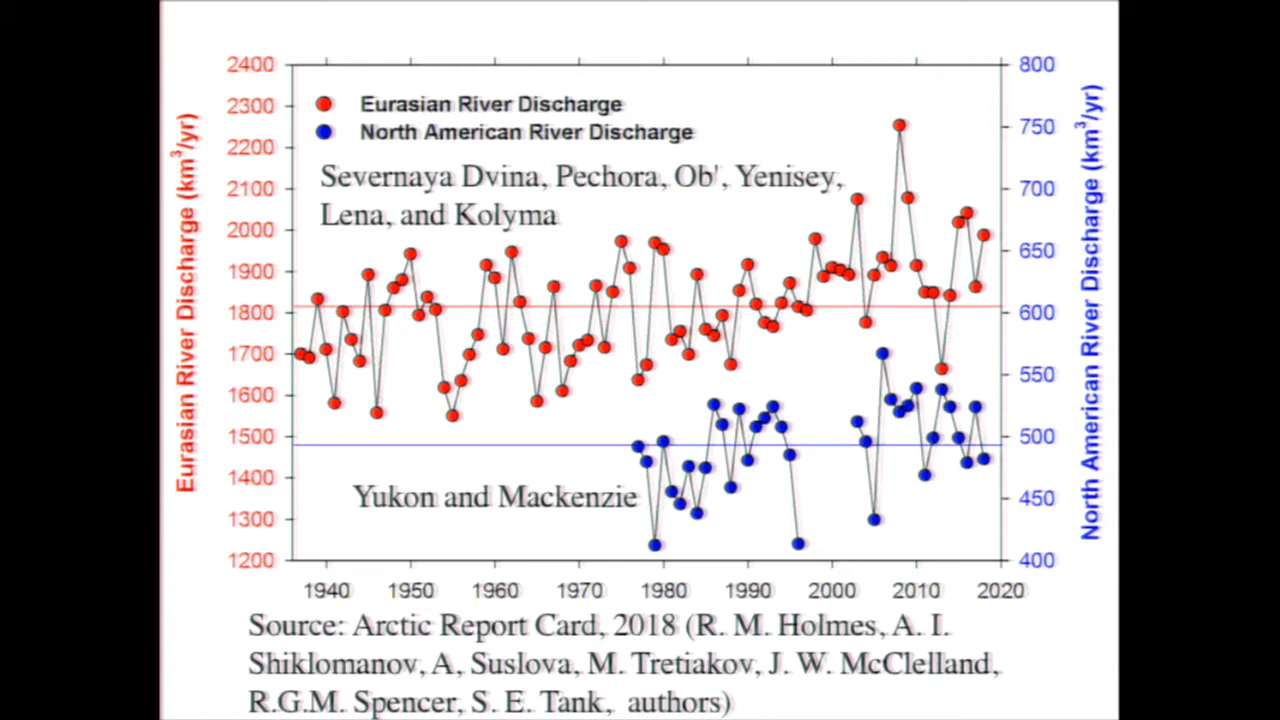 2400
2300
2200
2100
2000
1900
1800
1700
1600
1500
1400
1300
1200
Eurasian River Discharge (km³/yr)
Eurasian River Discharge
North American River Discharge
Severnaya Dvina, Pechora, Ob', Yenisey,
Lena, and Kolyma
Yukon and Mackenzie
800
750
700
650
600
550
500
450
400
North American River Discharge (km³/yr)
1940 1950 1960 1970 1980 1990 2000 2010 2020
Source: Arctic Report Card, 2018 (R. M. Holmes, A. I.
Shiklomanov, A, Suslova, M. Tretiakov, J. W. McClelland,
R.G.M. Spencer, S. E. Tank, authors)